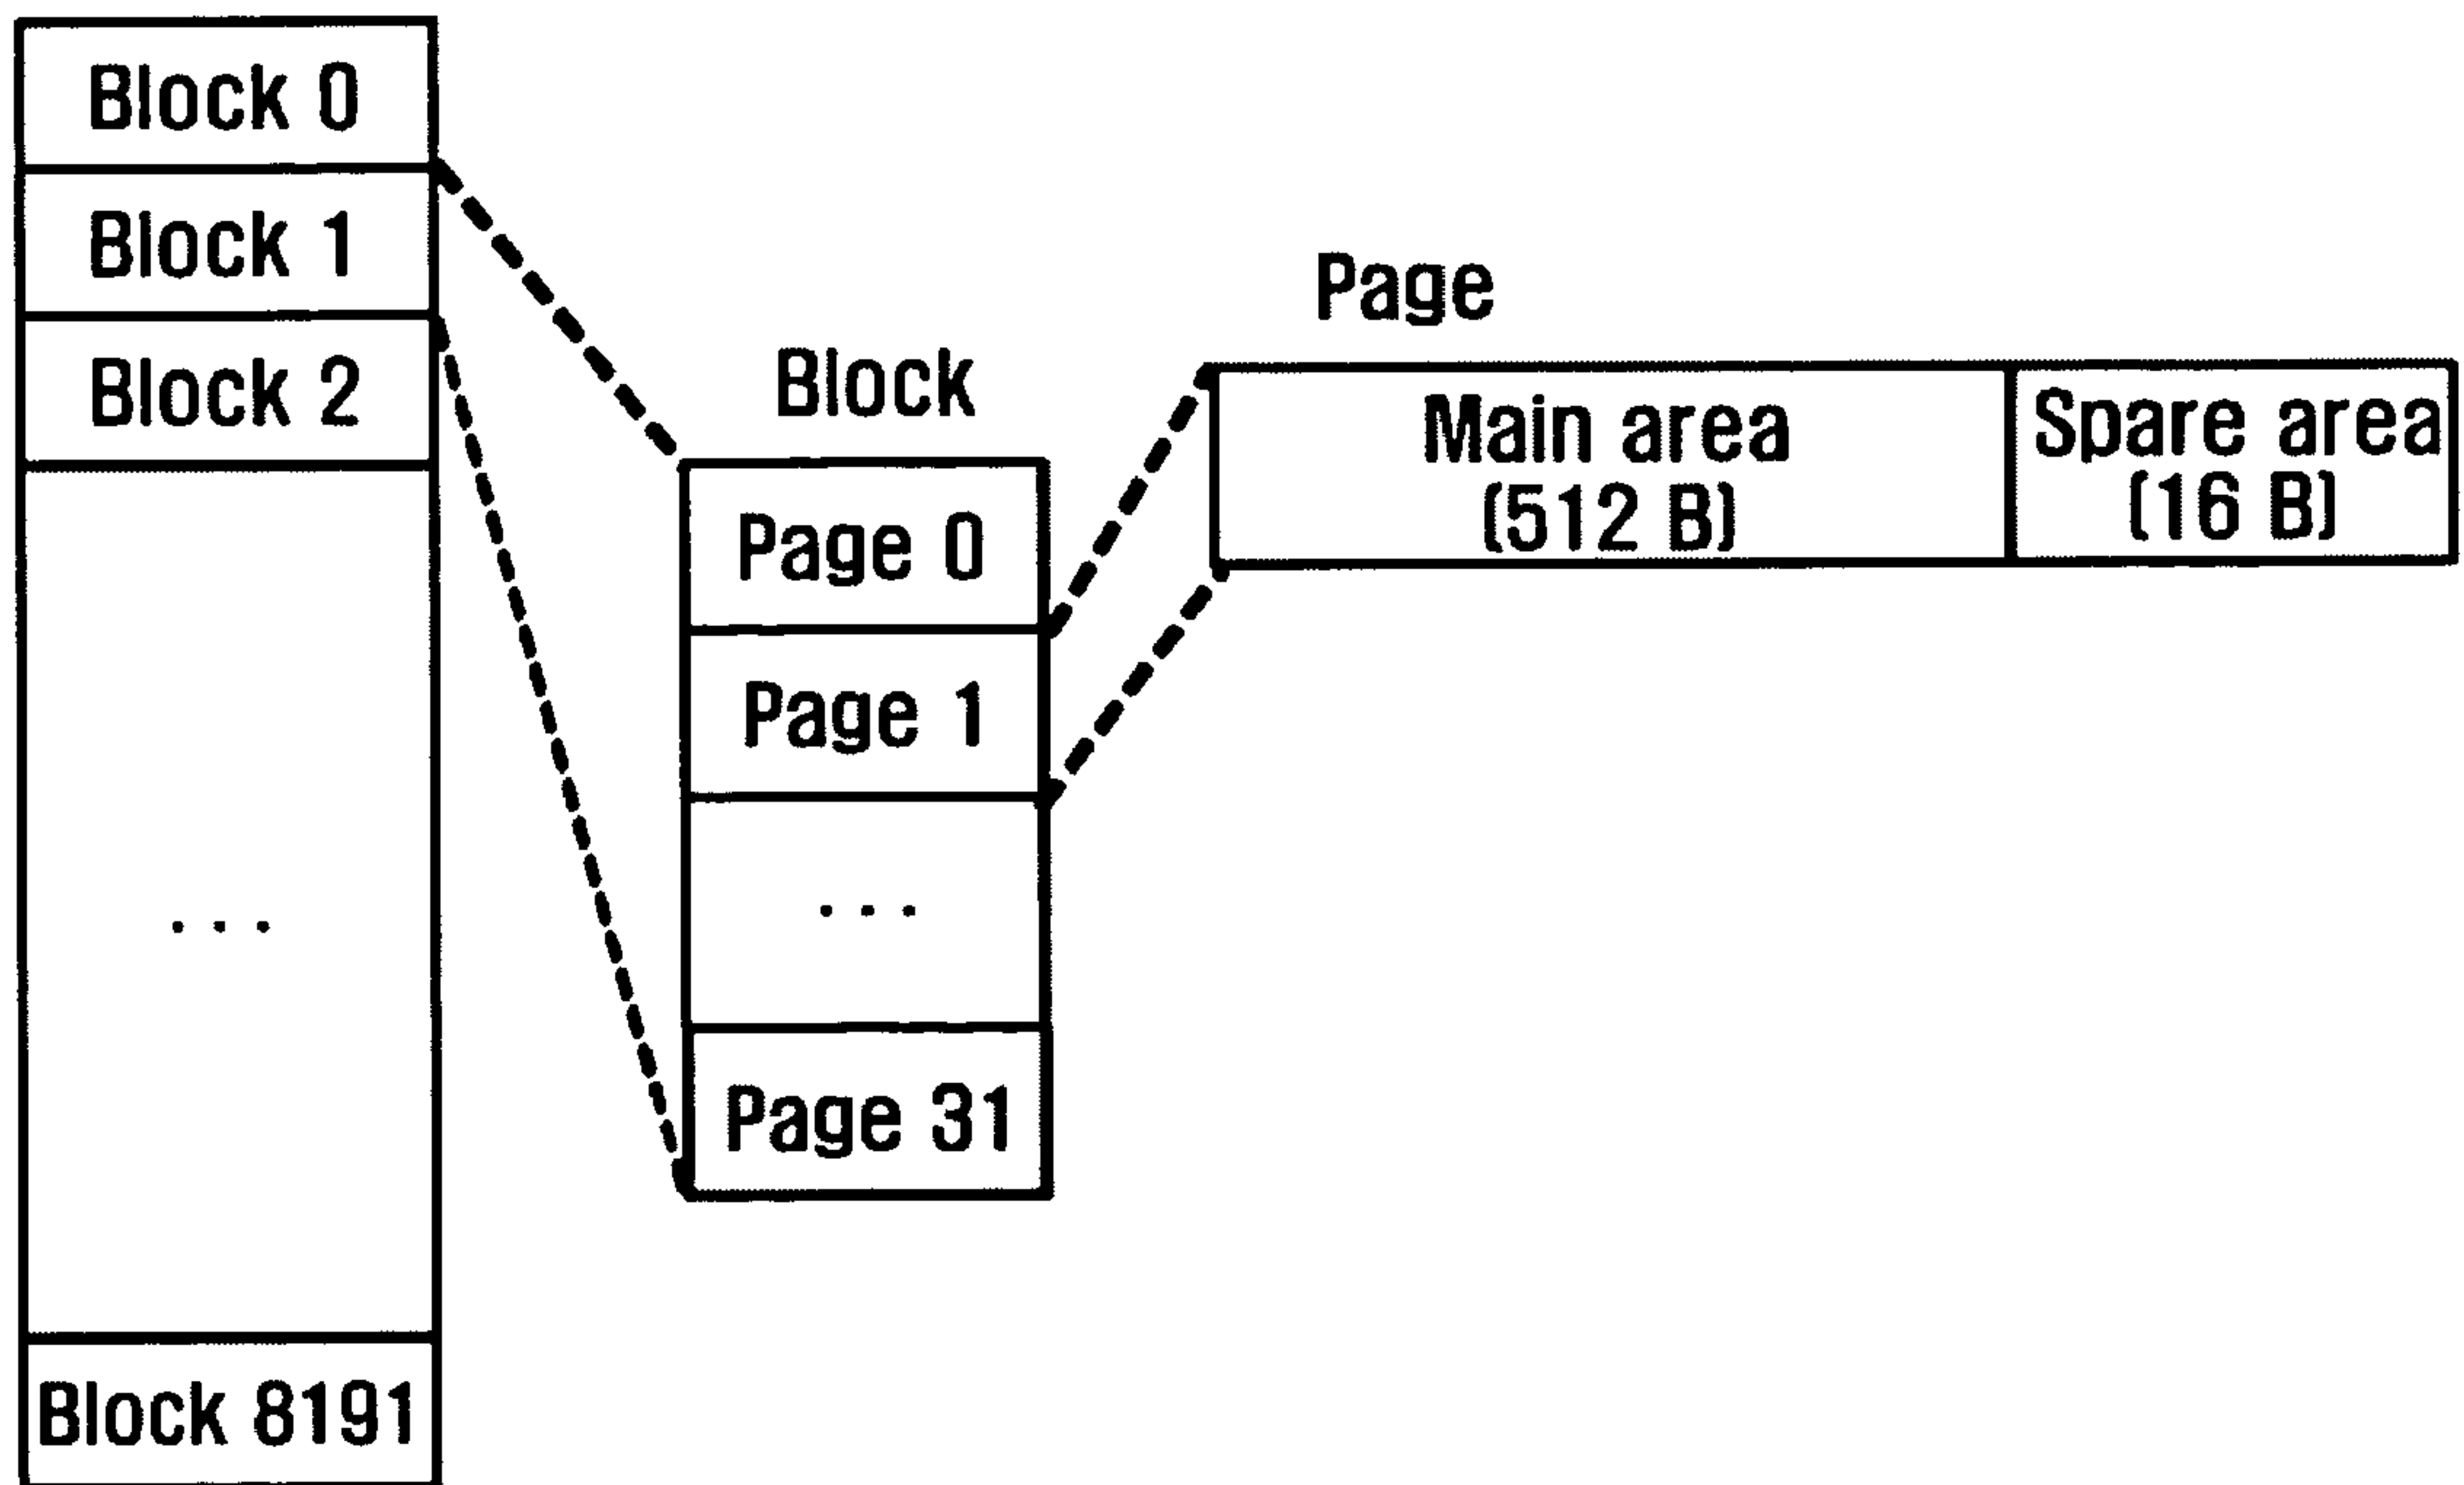 Block 0
Block 1
Block 2
...
Block 8191
Block
Page 0
Page 1
...
Page 31
Page
Main area
(512 B)
Spare area
(16 B)